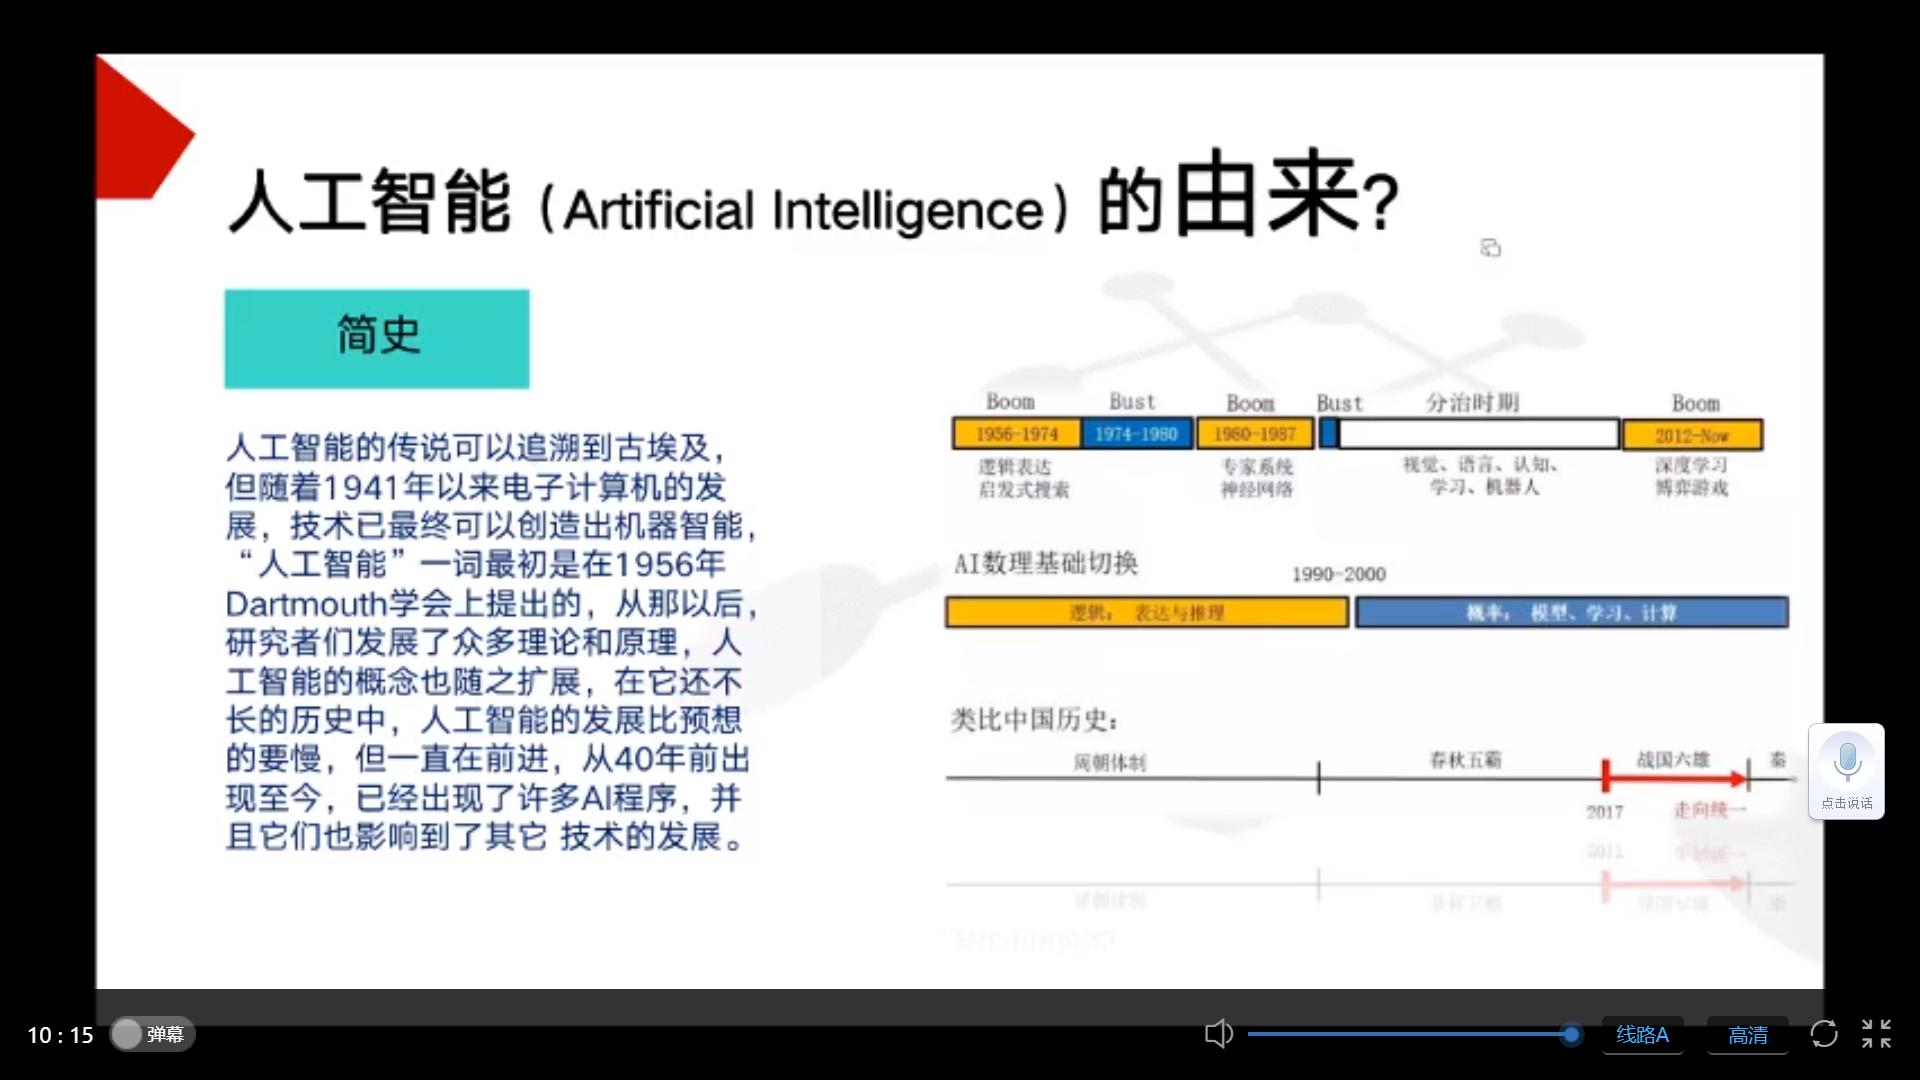 人工智能（Artificial Intelligence）的由来?
简史
人工智能的传说可以追溯到古埃及，
但随着1941年以来电子计算机的发
展，技术已最终可以创造出机器智能，
“人工智能”一词最初是在1956年
Dartmouth学会上提出的，从那以后，
研究者们发展了众多理论和原理，人
工智能的概念也随之扩展，在它还不
长的历史中，人工智能的发展比预想
的要慢，但一直在前进，从40年前出
现至今，已经出现了许多AI程序，并
且它们也影响到了其它 技术的发展。
Boom Bust Boom Bust 分治时期 Boom
1956-1974 1974-1980 1980-1987 2012-Now
逻辑表达 专家系统 视觉、语言、认知、 深度学习
启发式搜索 神经网络 学习、机器人 博弈游戏
AI数理基础切换
1990-2000
逻辑： 表达与推理 概率： 模型、学习、计算
类比中国历史：
周朝体制 春秋五霸 战国六雄 秦
2017 走向统一
点击说话
10 : 15 弹幕 线路A 高清